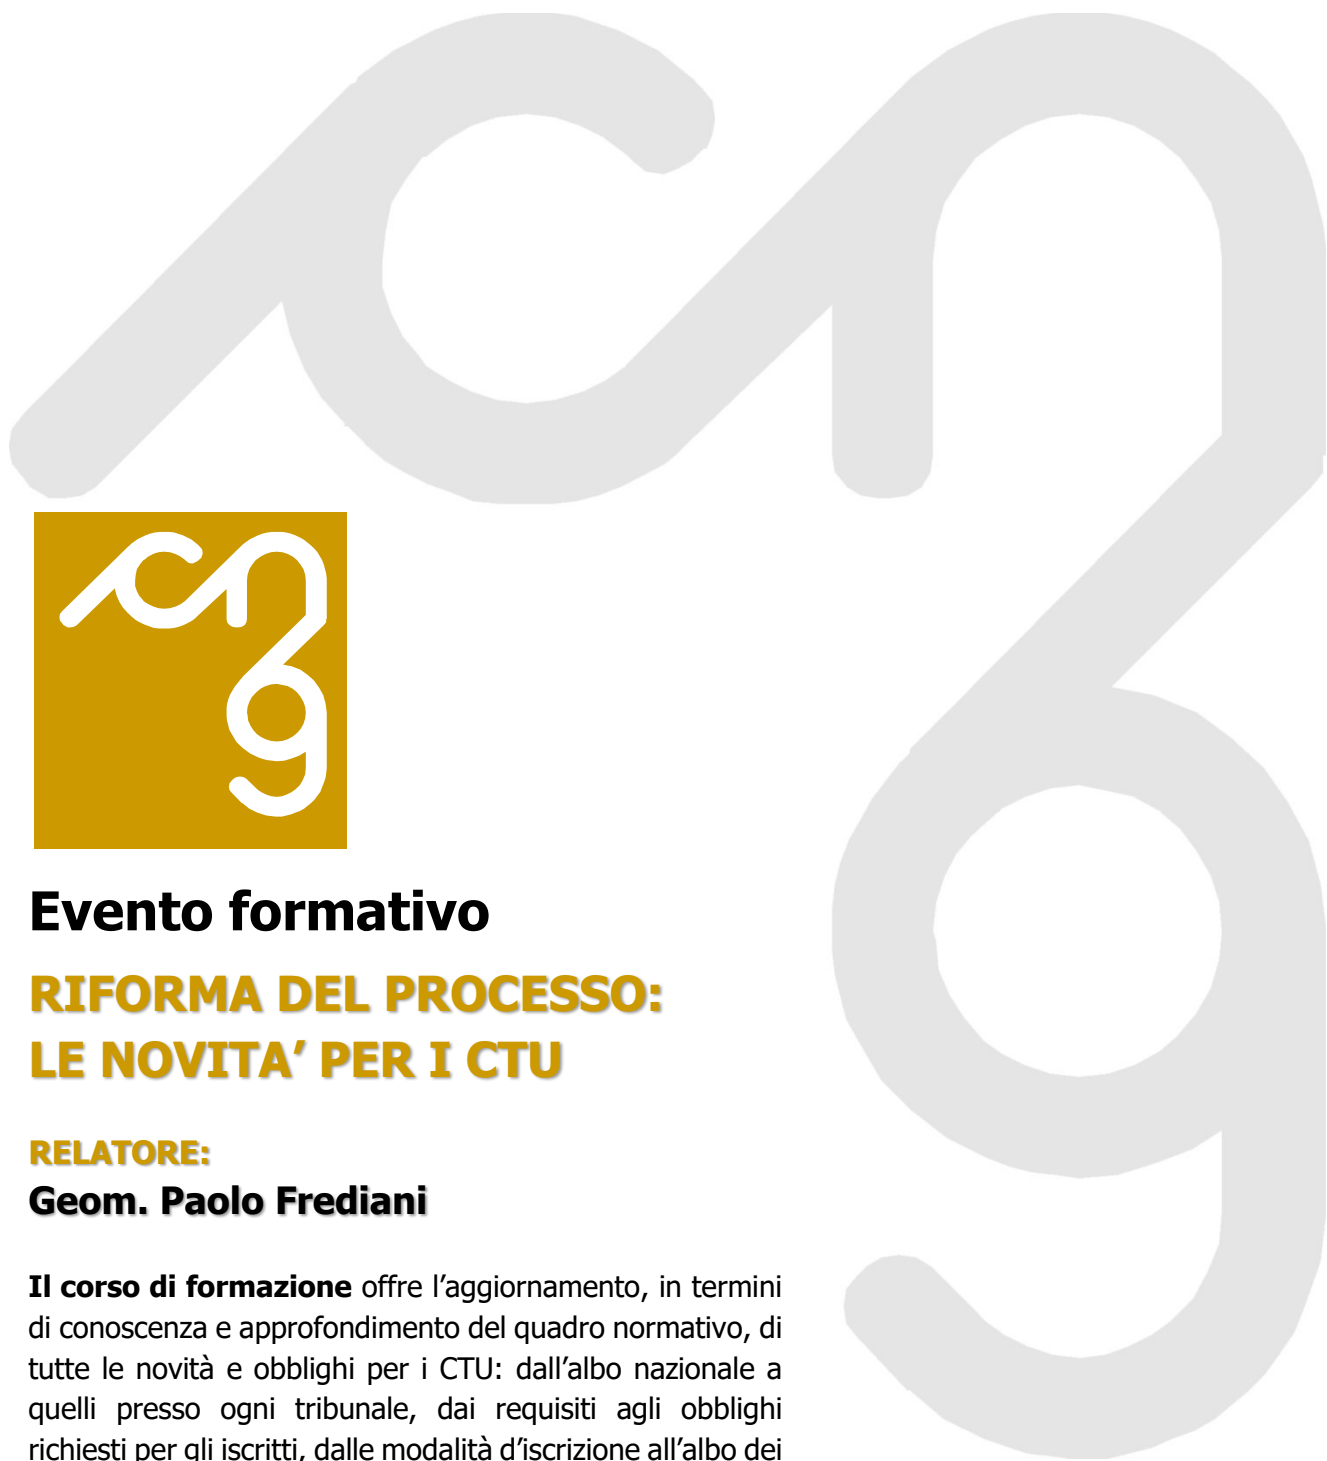 cng
Evento formativo
RIFORMA DEL PROCESSO:
LE NOVITA’ PER I CTU
RELATORE:
Geom. Paolo Frediani
Il corso di formazione offre l’aggiornamento, in termini
di conoscenza e approfondimento del quadro normativo, di
tutte le novità e obblighi per i CTU: dall’albo nazionale a
quelli presso ogni tribunale, dai requisiti agli obblighi
richiesti per gli iscritti, dalle modalità d’iscrizione all’albo dei